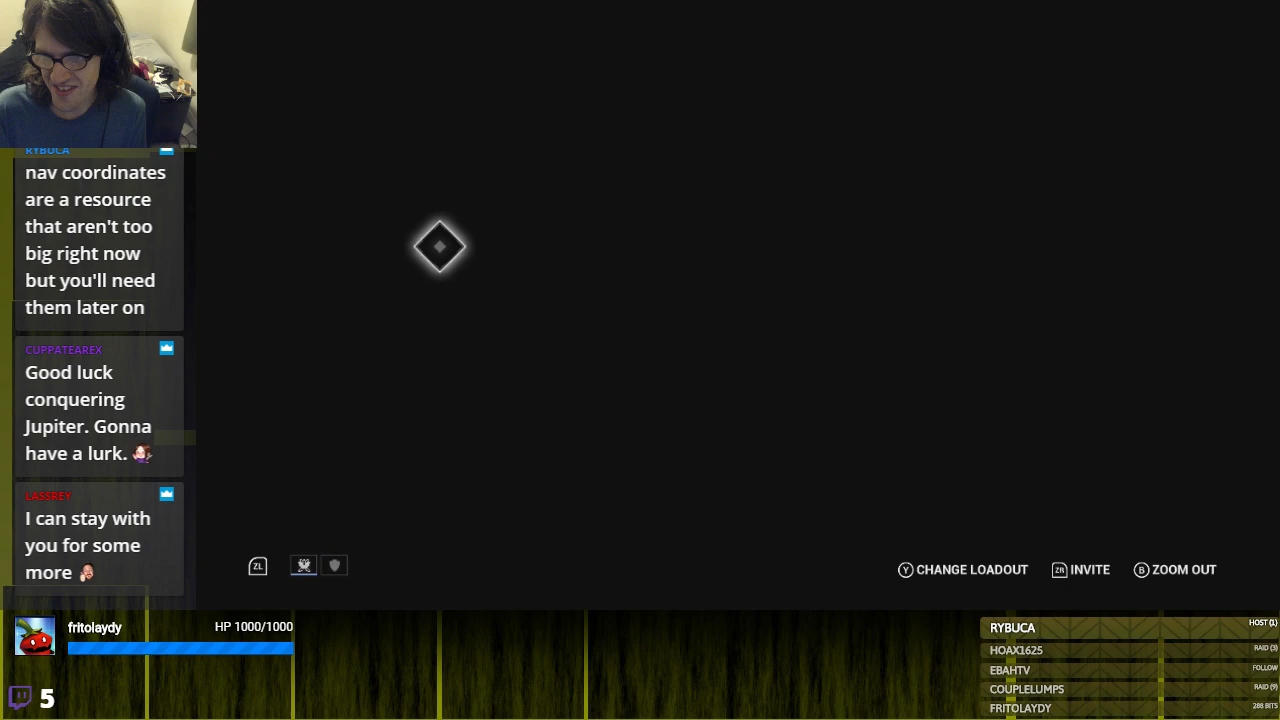 RYBUCA
nav coordinates
are a resource
that aren't too
big right now
but you'll need
them later on
CUPPATEAREX
Good luck
conquering
Jupiter. Gonna
have a lurk.
LASSREY
I can stay with
you for some
more
ZL
Y CHANGE LOADOUT
ZR INVITE
B ZOOM OUT
fritolaydy
HP 1000/1000
5
RYBUCA HOST (1)
HOAX1625 RAID (3)
EBAHTV FOLLOW
COUPLELUMPS RAID (9)
FRITOLAYDY 288 BITS